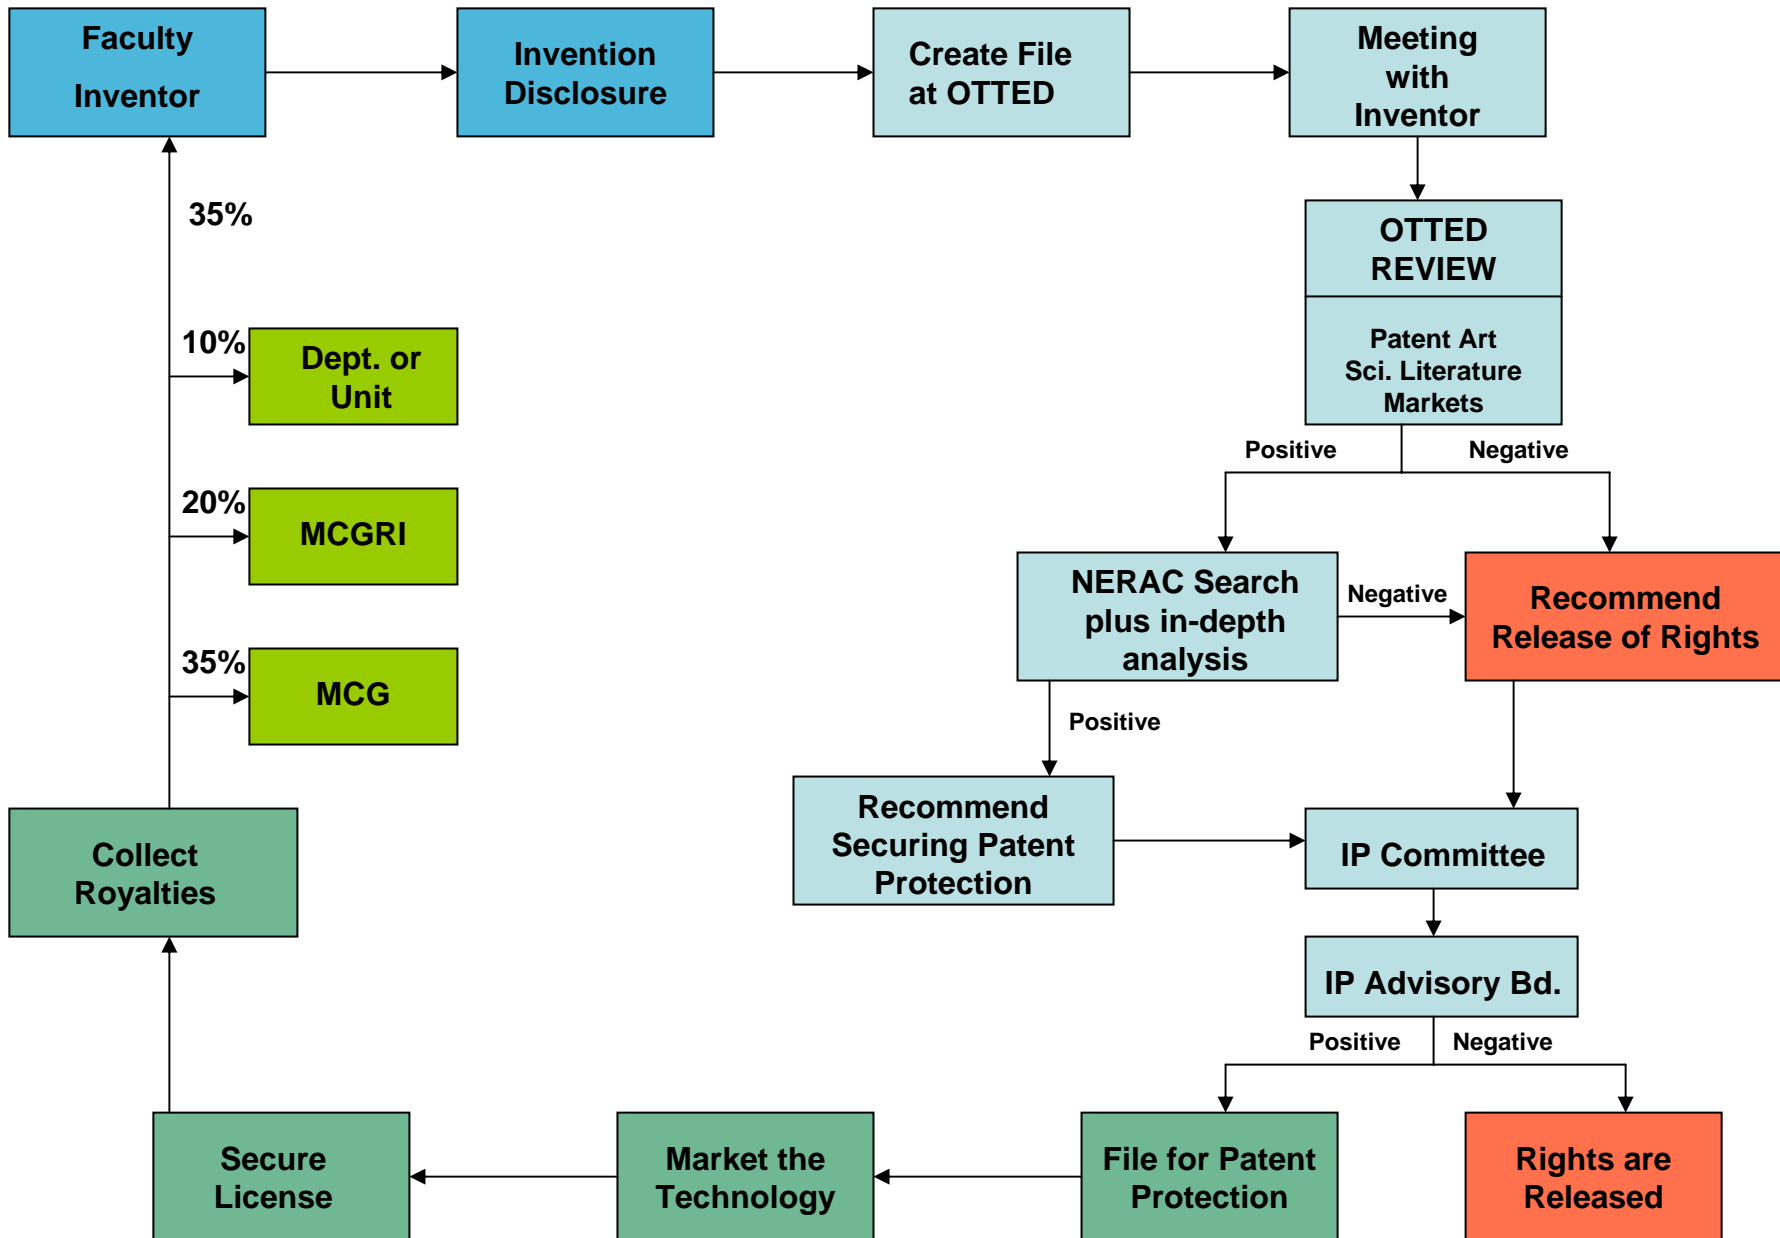 Faculty
Inventor
Invention
Disclosure
Create File
at OTTED
Meeting
with
Inventor
35%
OTTED
REVIEW
Patent Art
Sci. Literature
Markets
10%
Dept. or
Unit
Positive
Negative
20%
MCGRI
NERAC Search
plus in-depth
analysis
Negative
Recommend
Release of Rights
35%
MCG
Positive
Recommend
Securing Patent
Protection
IP Committee
Collect
Royalties
IP Advisory Bd.
Positive
Negative
Secure
License
Market the
Technology
File for Patent
Protection
Rights are
Released